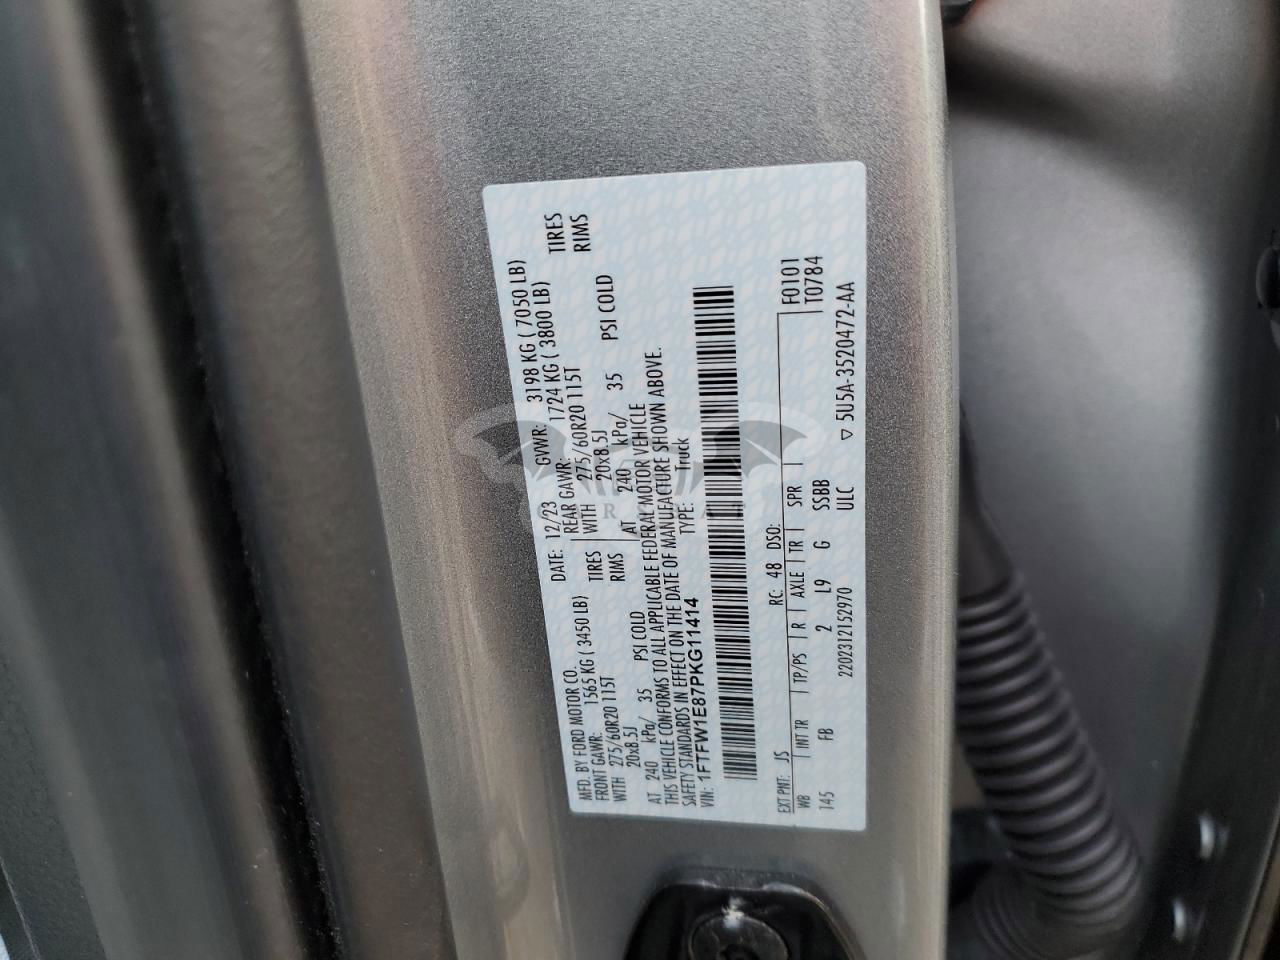 MFD. BY FORD MOTOR CO.
DATE: 12/23 GVWR: 3198 KG ( 7050 LB)
FRONT GAWR: 1565 KG ( 3450 LB) REAR GAWR: 1724 KG ( 3800 LB)
WITH 275/60R20 115T TIRES WITH 275/60R20 115T TIRES
20x8.5J RIMS 20x8.5J RIMS
AT 240 kPa/ 35 PSI COLD AT 240 kPa/ 35 PSI COLD
THIS VEHICLE CONFORMS TO ALL APPLICABLE FEDERAL MOTOR VEHICLE
SAFETY STANDARDS IN EFFECT ON THE DATE OF MANUFACTURE SHOWN ABOVE.
VIN: 1FTFW1E87PKG11414 TYPE: Truck
F0101
T0784
EXT PNT: JS RC: 48 DSO:
WB INT TR TP/PS R AXLE TR SPR
145 FB 2 L9 G SSBB
2202312152970 ULC ▽ 5U5A-3520472-AA